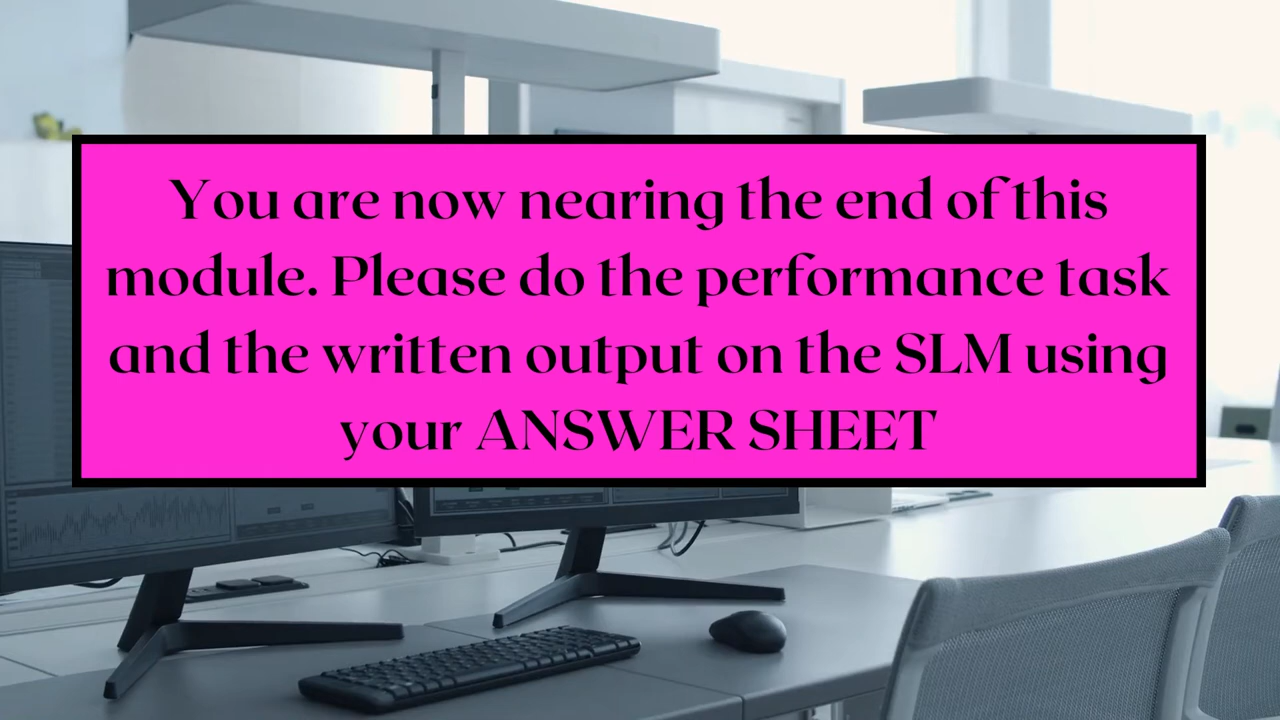 You are now nearing the end of this
module. Please do the performance task
and the written output on the SLM using
your ANSWER SHEET